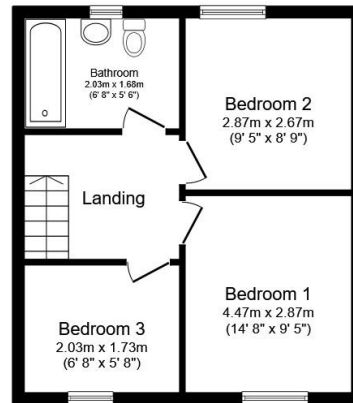 Bathroom
2.03m x 1.68m
(6' 8" x 5' 6")
Bedroom 2
2.87m x 2.67m
(9' 5" x 8' 9")
Landing
Bedroom 1
4.47m x 2.87m
(14' 8" x 9' 5")
Bedroom 3
2.03m x 1.73m
(6' 8" x 5' 8")